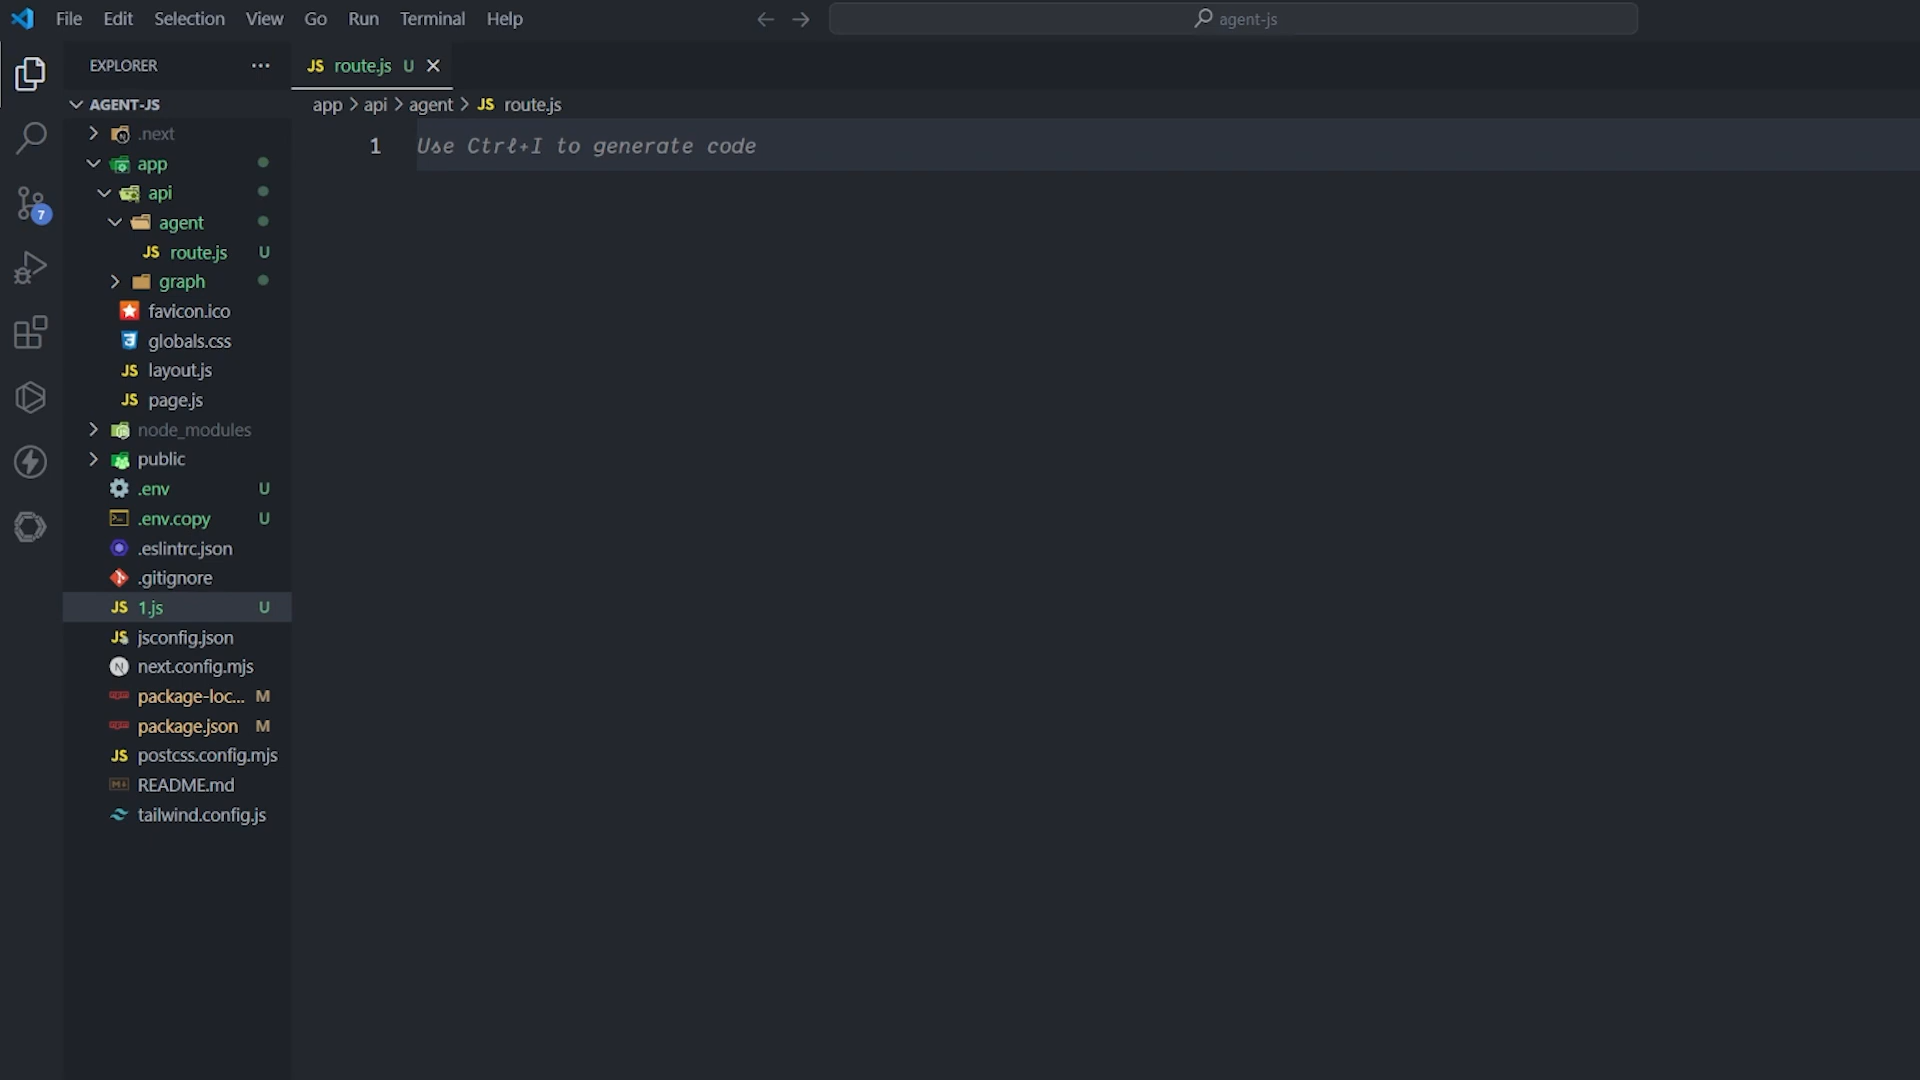 File Edit Selection View Go Run Terminal Help
agent-js
EXPLORER
route.js U
AGENT-JS
app > api > agent > JS route.js
.next
1 Use Ctrl+I to generate code
app
api
agent
JS route.js U
graph
favicon.ico
globals.css
JS layout.js
JS page.js
node_modules
public
.env U
.env.copy U
.eslintrc.json
.gitignore
JS 1.js U
JS jsconfig.json
next.config.mjs
package-loc... M
package.json M
JS postcss.config.mjs
README.md
tailwind.config.js
7